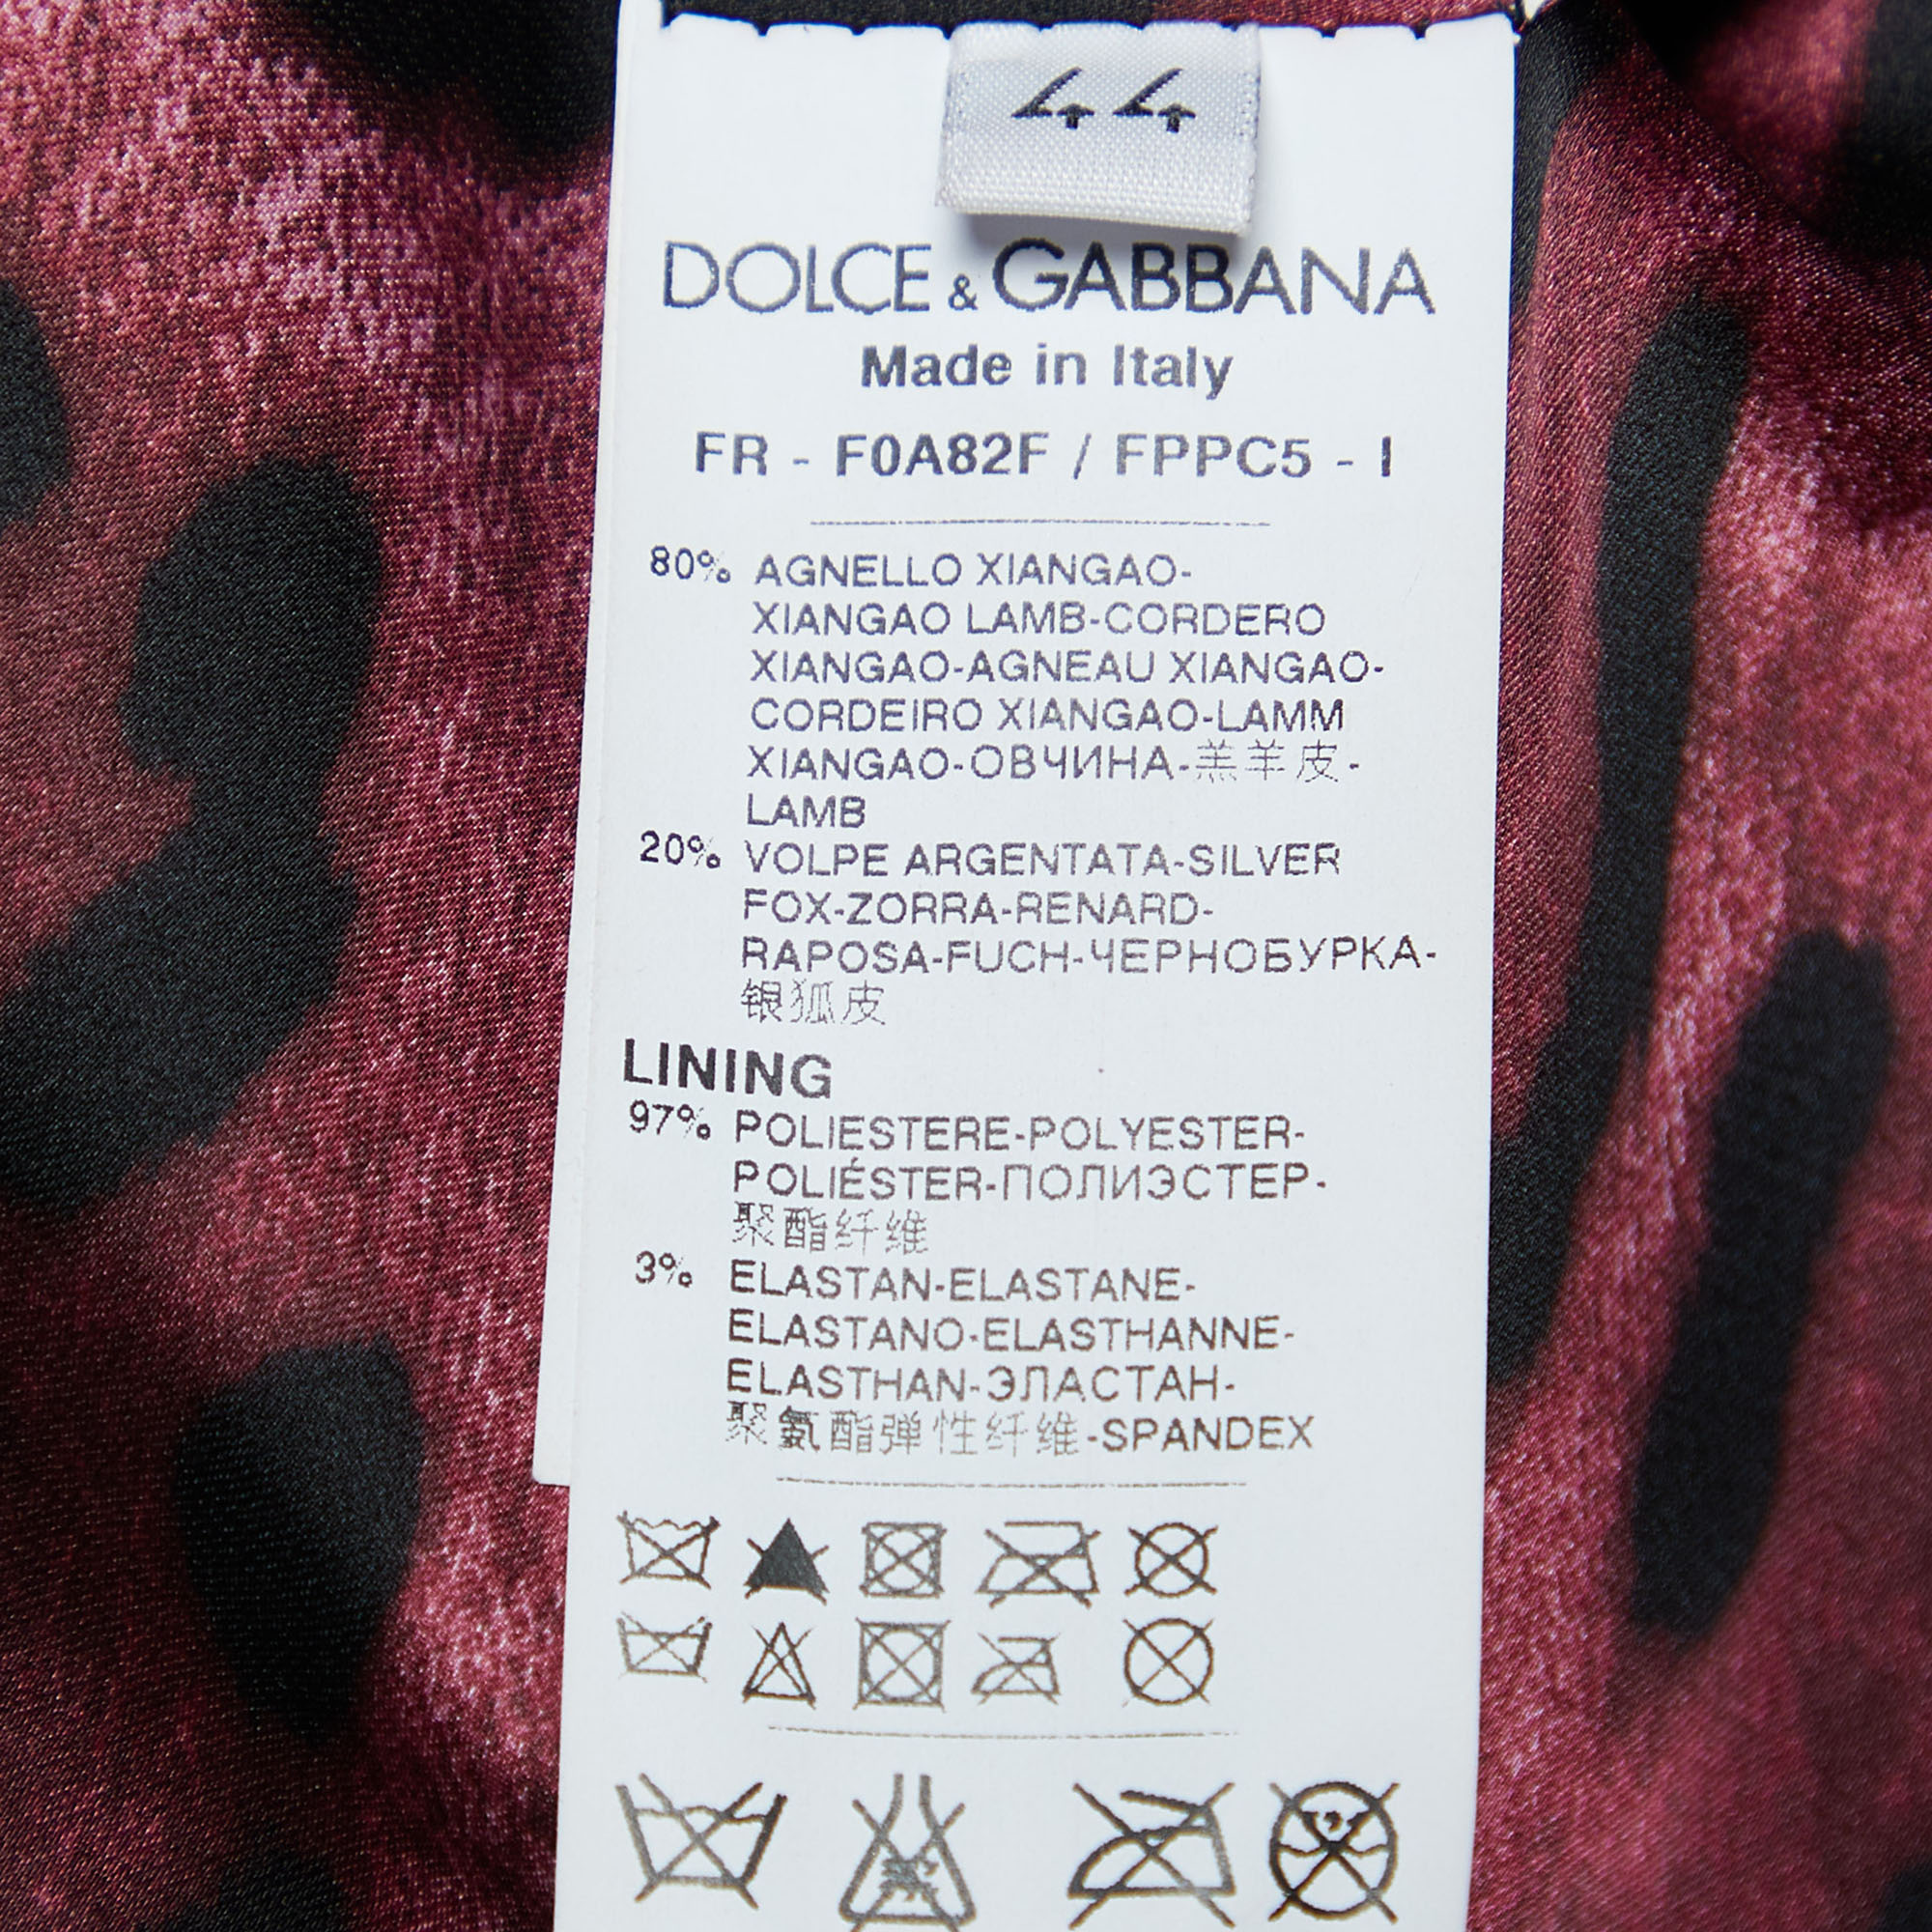 44
DOLCE & GABBANA
Made in Italy
FR - F0A82F / FPPC5 - I
80% AGNELLO XIANGAO-
XIANGAO LAMB-CORDERO
XIANGAO-AGNEAU XIANGAO-
CORDEIRO XIANGAO-LAMM
XIANGAO-ОВЧИНА-羔羊皮-
LAMB
20% VOLPE ARGENTATA-SILVER
FOX-ZORRA-RENARD-
RAPOSA-FUCH-ЧЕРНОБУРКА-
银狐皮
LINING
97% POLIESTERE-POLYESTER-
POLIÉSTER-ПОЛИЭСТЕР-
聚酯纤维
3% ELASTAN-ELASTANE-
ELASTANO-ELASTHANNE-
ELASTHAN-ЭЛАСТАН-
聚氨酯弹性纤维-SPANDEX